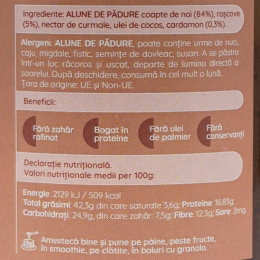 Ingrediente: ALUNE DE PĂDURE coapte de noi (84%), roșcove
(5%), nectar de curmale, ulei de cocos, cardamon (0.3%).
Alergeni: ALUNE DE PĂDURE, poate conține urme de nuci,
caju, migdale, fistic, semințe de dovleac, susan. A se păstra
într-un loc răcoros și uscat, departe de lumina directă a
soarelui. După deschidere, consumă în cel mult o lună.
Țara de origine: UE și Non-UE.
Beneficii:
Fără zahăr rafinat
Bogat în proteine
Fără ulei de palmier
Fără conservanți
Declarație nutrițională.
Valori nutriționale medii per 100g:
Energie: 2129 kJ / 509 kcal
Total grăsimi: 42,3g din care saturate 3,6g; Proteine: 16,83g
Carbohidrați: 24,9g, din care zahăr: 7,5g; Fibre: 12,3g; Sare: 2mg
Amestecă bine și pune pe pâine, peste fructe,
în smoothie, pe clătite, în boluri cu granola.